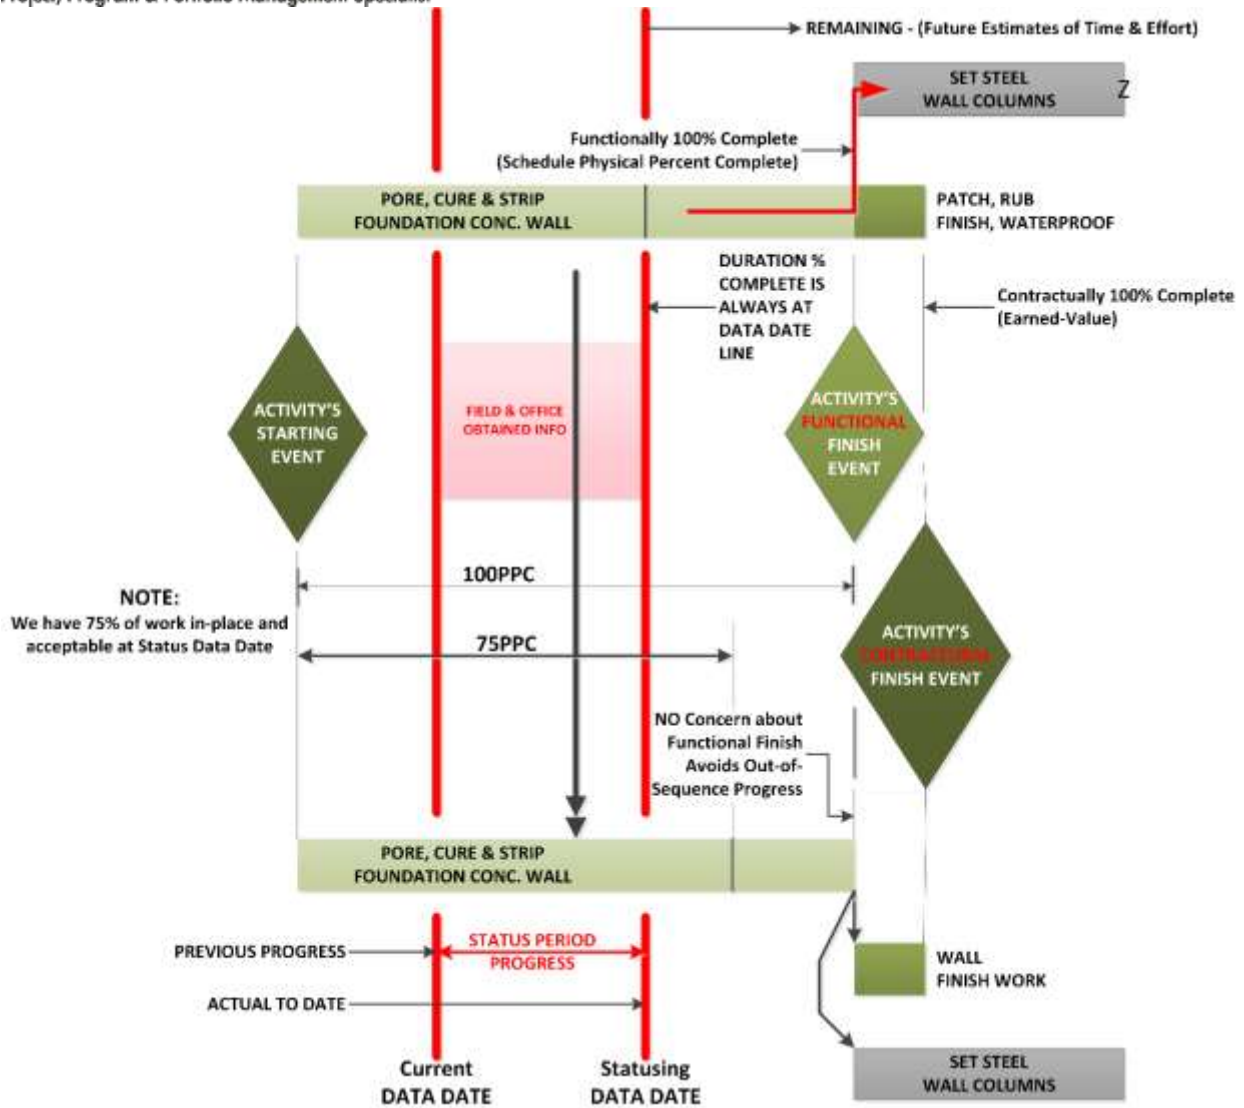 Project, Program & Portfolio Management Specialist
REMAINING - (Future Estimates of Time & Effort)
SET STEEL
WALL COLUMNS
Z
Functionally 100% Complete
(Schedule Physical Percent Complete)
PORE, CURE & STRIP
FOUNDATION CONC. WALL
PATCH, RUB
FINISH, WATERPROOF
DURATION %
COMPLETE IS
ALWAYS AT
DATA DATE
LINE
Contractually 100% Complete
(Earned-Value)
ACTIVITY'S
STARTING
EVENT
FIELD & OFFICE
OBTAINED INFO
ACTIVITY'S
FUNCTIONAL
FINISH
EVENT
100PPC
NOTE:
We have 75% of work in-place and
acceptable at Status Data Date
75PPC
ACTIVITY'S
CONTRACTUAL
FINISH EVENT
NO Concern about
Functional Finish
Avoids Out-of-
Sequence Progress
PORE, CURE & STRIP
FOUNDATION CONC. WALL
PREVIOUS PROGRESS
STATUS PERIOD
PROGRESS
WALL
FINISH WORK
ACTUAL TO DATE
Current
DATA DATE
Statusing
DATA DATE
SET STEEL
WALL COLUMNS